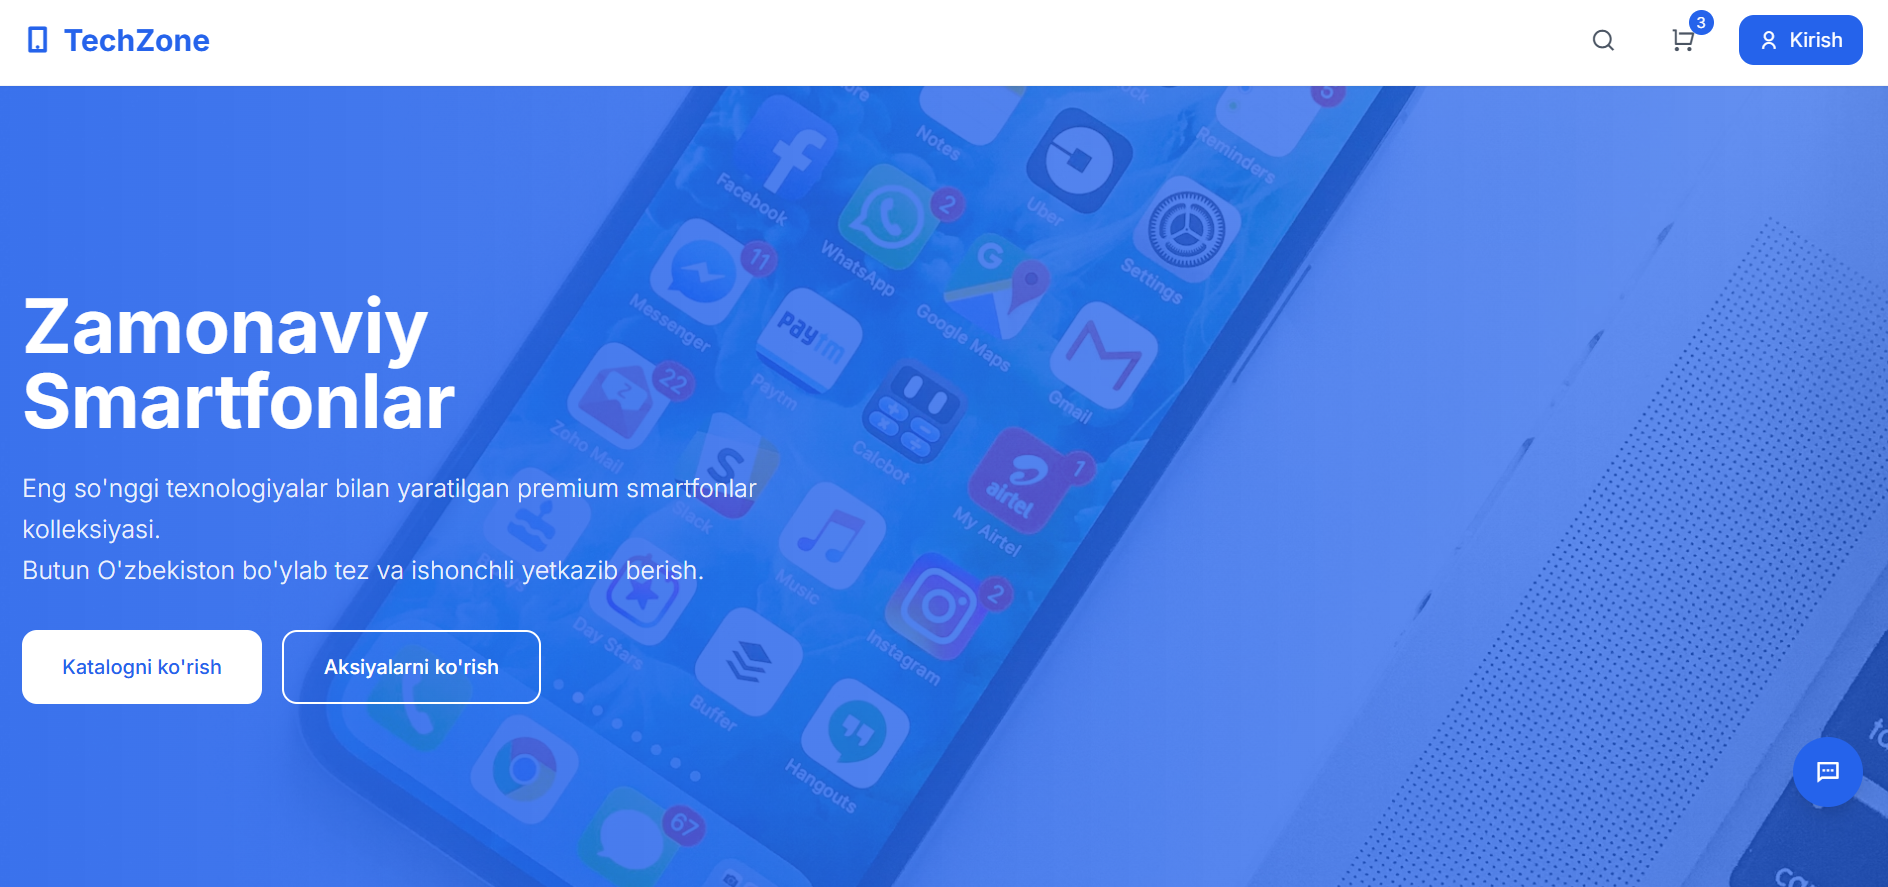 TechZone
3
Kirish
Zamonaviy
Smartfonlar
Eng so'nggi texnologiyalar bilan yaratilgan premium smartfonlar
kolleksiyasi.
Butun O'zbekiston bo'ylab tez va ishonchli yetkazib berish.
Katalogni ko'rish
Aksiyalarni ko'rish
Facebook
Notes
Uber
Reminders
5
WhatsApp
2
Settings
Messenger
11
Paytm
paytm
Google Maps
G
Gmail
Zoho Mail
22
Slack
Calcbot
My Airtel
airtel
1
Day Stars
Music
Instagram
2
Buffer
Hangouts
67